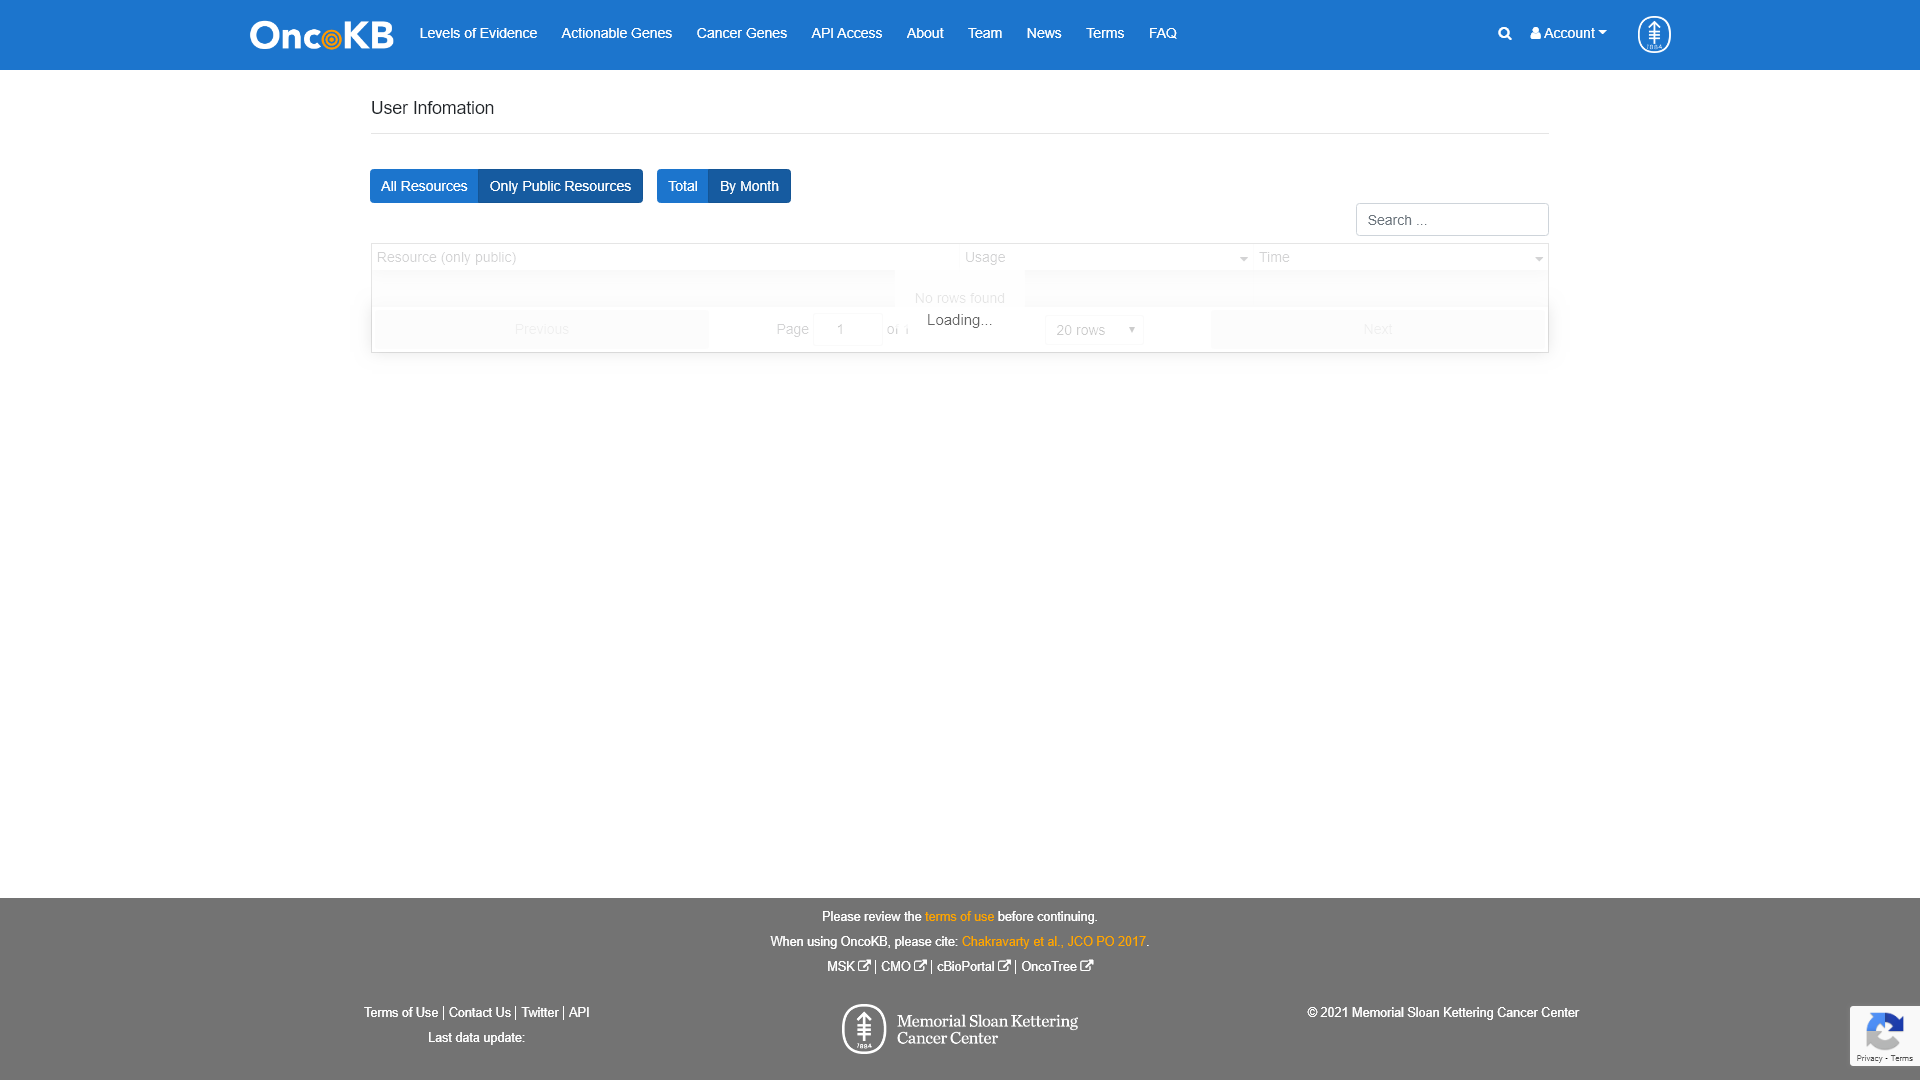 OncoKB Levels of Evidence Actionable Genes Cancer Genes API Access About Team News Terms FAQ Account
1884
User Infomation
All Resources Only Public Resources Total By Month
Search ...
Resource (only public) Usage Time
No rows found
Loading...
Previous Page 1 of 20 rows Next
Please review the terms of use before continuing.
When using OncoKB, please cite: Chakravarty et al., JCO PO 2017.
MSK | CMO | cBioPortal | OncoTree
Terms of Use | Contact Us | Twitter | API
Last data update:
1884
Memorial Sloan Kettering
Cancer Center
© 2021 Memorial Sloan Kettering Cancer Center
Privacy - Terms